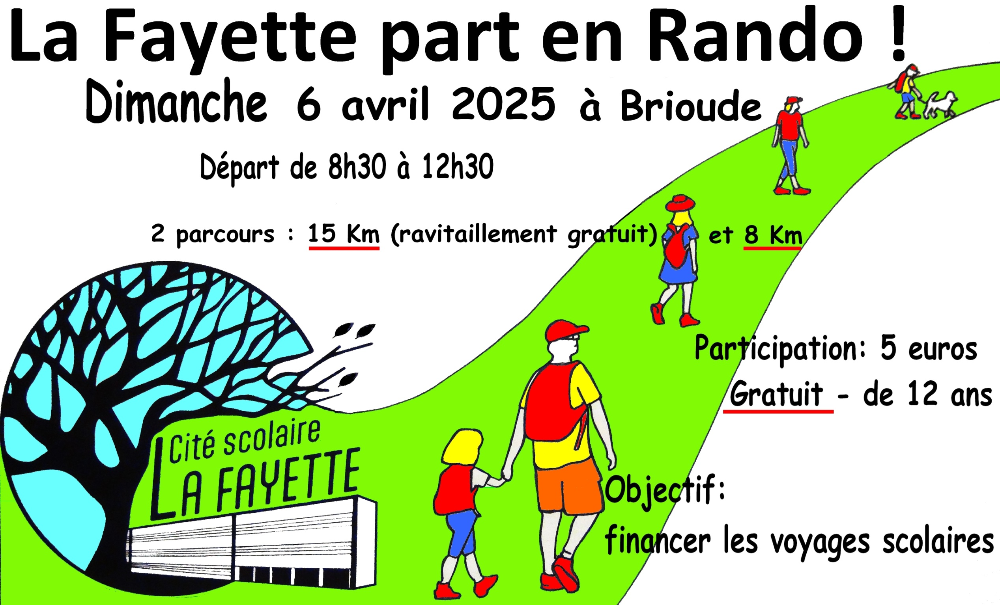 La Fayette part en Rando !
Dimanche 6 avril 2025 à Brioude
Départ de 8h30 à 12h30
2 parcours : 15 Km (ravitaillement gratuit) et 8 Km
Participation: 5 euros
Gratuit - de 12 ans
Cité scolaire
LA FAYETTE
Objectif:
financer les voyages scolaires